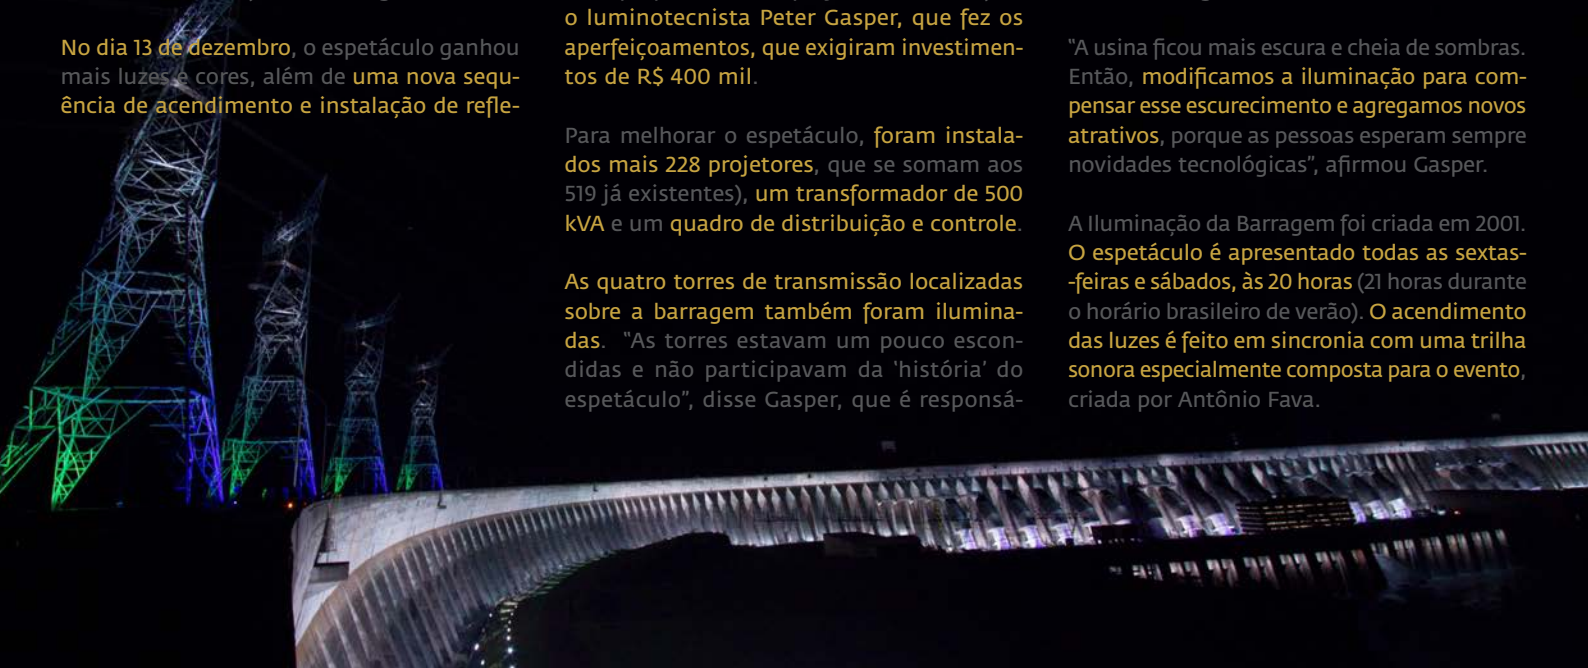 No dia 13 de dezembro, o espetáculo ganhou
mais luzes e cores, além de uma nova sequ-
ência de acendimento e instalação de refle-
o luminotecnista Peter Gasper, que fez os
aperfeiçoamentos, que exigiram investimen-
tos de R$ 400 mil.
Para melhorar o espetáculo, foram instala-
dos mais 228 projetores, que se somam aos
519 já existentes), um transformador de 500
kVA e um quadro de distribuição e controle.
As quatro torres de transmissão localizadas
sobre a barragem também foram ilumina-
das. "As torres estavam um pouco escon-
didas e não participavam da 'história' do
espetáculo”, disse Gasper, que é responsá-
"A usina ficou mais escura e cheia de sombras.
Então, modificamos a iluminação para com-
pensar esse escurecimento e agregamos novos
atrativos, porque as pessoas esperam sempre
novidades tecnológicas”, afirmou Gasper.
A Iluminação da Barragem foi criada em 2001.
O espetáculo é apresentado todas as sextas-
-feiras e sábados, às 20 horas (21 horas durante
o horário brasileiro de verão). O acendimento
das luzes é feito em sincronia com uma trilha
sonora especialmente composta para o evento,
criada por Antônio Fava.